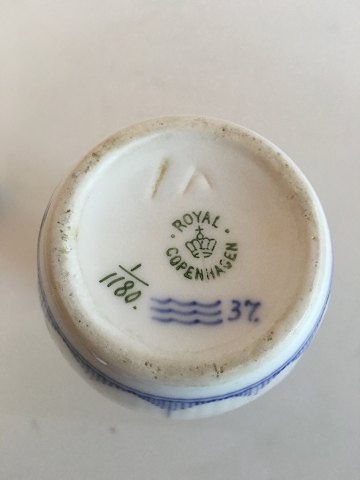 · ROYAL ·
COPENHAGEN
1/1180.
37.